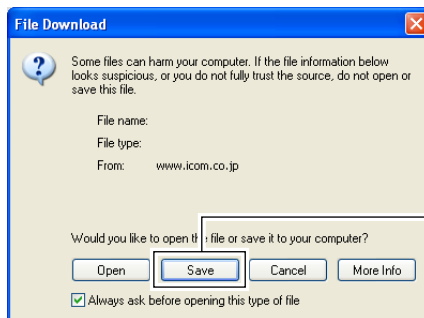 File Download
Some files can harm your computer. If the file information below
looks suspicious, or you do not fully trust the source, do not open or
save this file.
File name:
File type:
From: www.icom.co.jp
Would you like to open the file or save it to your computer?
Open Save Cancel More Info
Always ask before opening this type of file